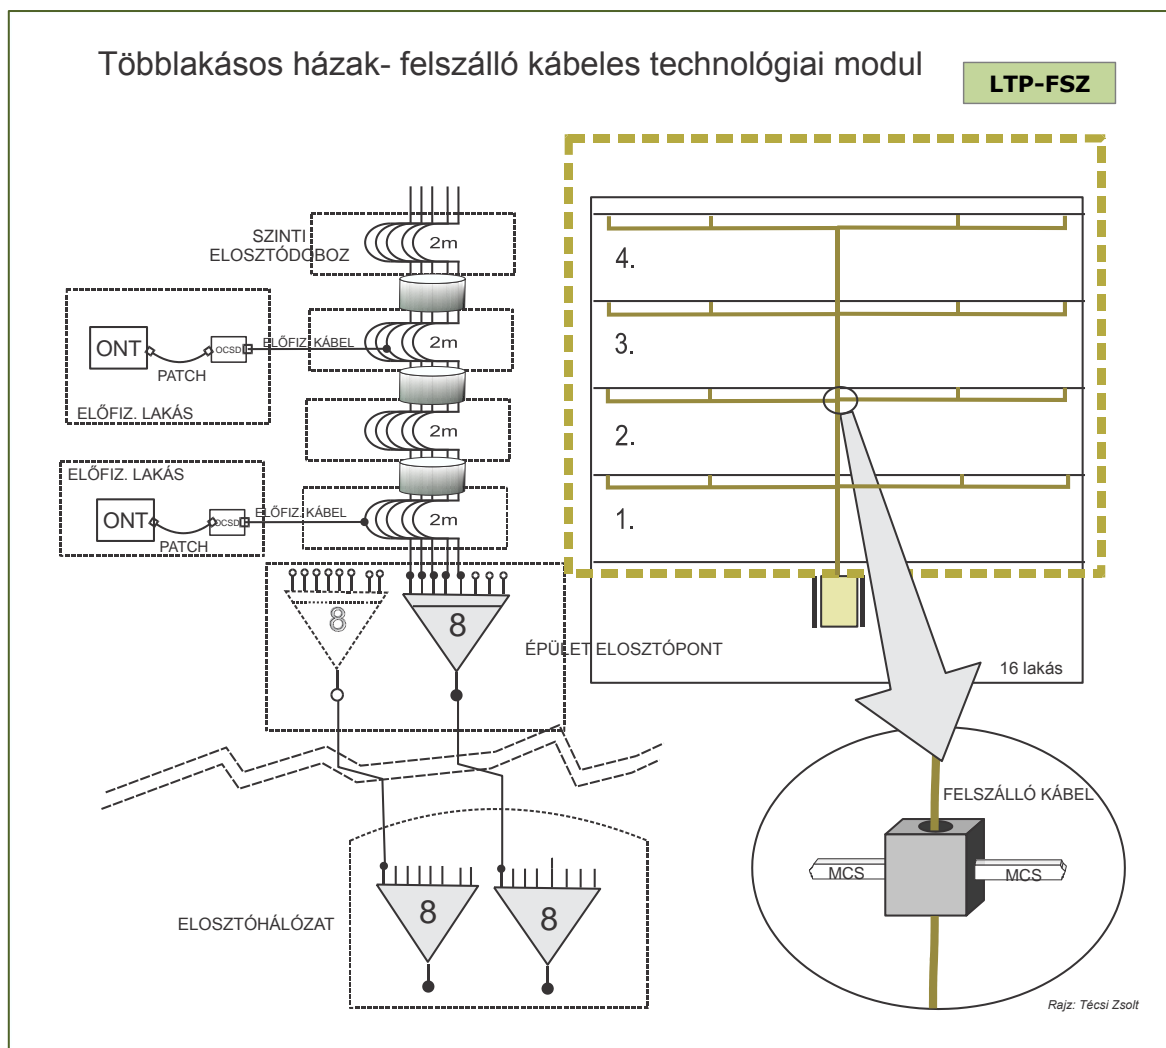 Többlakásos házak- felszálló kábeles technológiai modul
LTP-FSZ
SZINTI
ELOSZTÓDOBOZ
2m
ONT
OCSD
PATCH
ELŐFIZ. KÁBEL
2m
ELŐFIZ. LAKÁS
2m
ELŐFIZ. LAKÁS
ONT
OCSD
PATCH
ELŐFIZ. KÁBEL
2m
8
8
ÉPÜLET ELOSZTÓPONT
ELOSZTÓHÁLÓZAT
8
8
4.
3.
2.
1.
16 lakás
FELSZÁLLÓ KÁBEL
MCS
MCS
Rajz: Técsi Zsolt